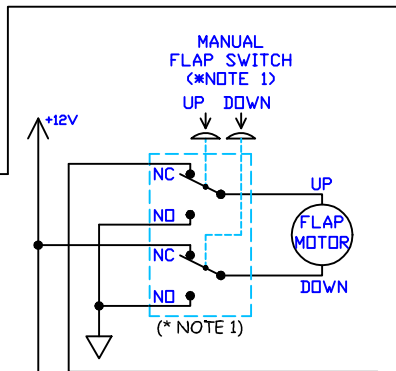 MANUAL
FLAP SWITCH
(*NOTE 1)
UP DOWN
+12V
NC
UP
NO
FLAP
MOTOR
NC
DOWN
NO
(* NOTE 1)